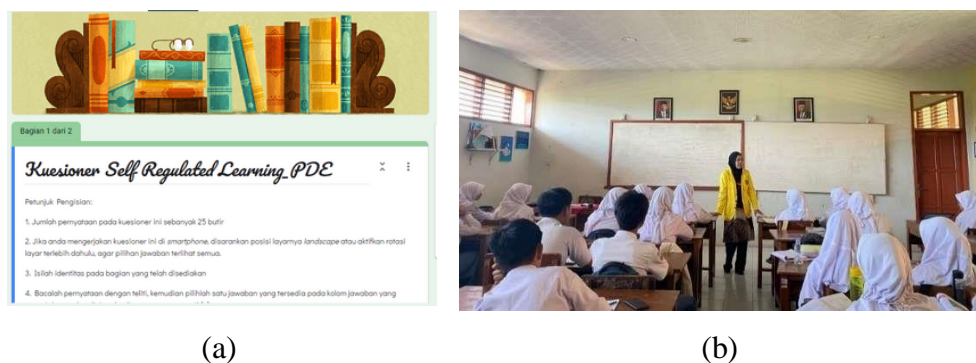 Bagian 1 dari 2
Kuesioner Self Regulated Learning_PDE
Petunjuk Pengisian:
1. Jumlah pernyataan pada kuesioner ini sebanyak 25 butir
2. Jika anda mengerjakan kuesioner ini di smartphone, disarankan posisi layarnya landscape atau aktifkan rotasi
layar terlebih dahulu, agar pilihan jawaban terlihat semua.
3. Isilah identitas pada bagian yang telah disediakan
4. Bacalah pernyataan dengan teliti, kemudian pilihlah satu jawaban yang tersedia pada kolom jawaban yang
(a)
(b)